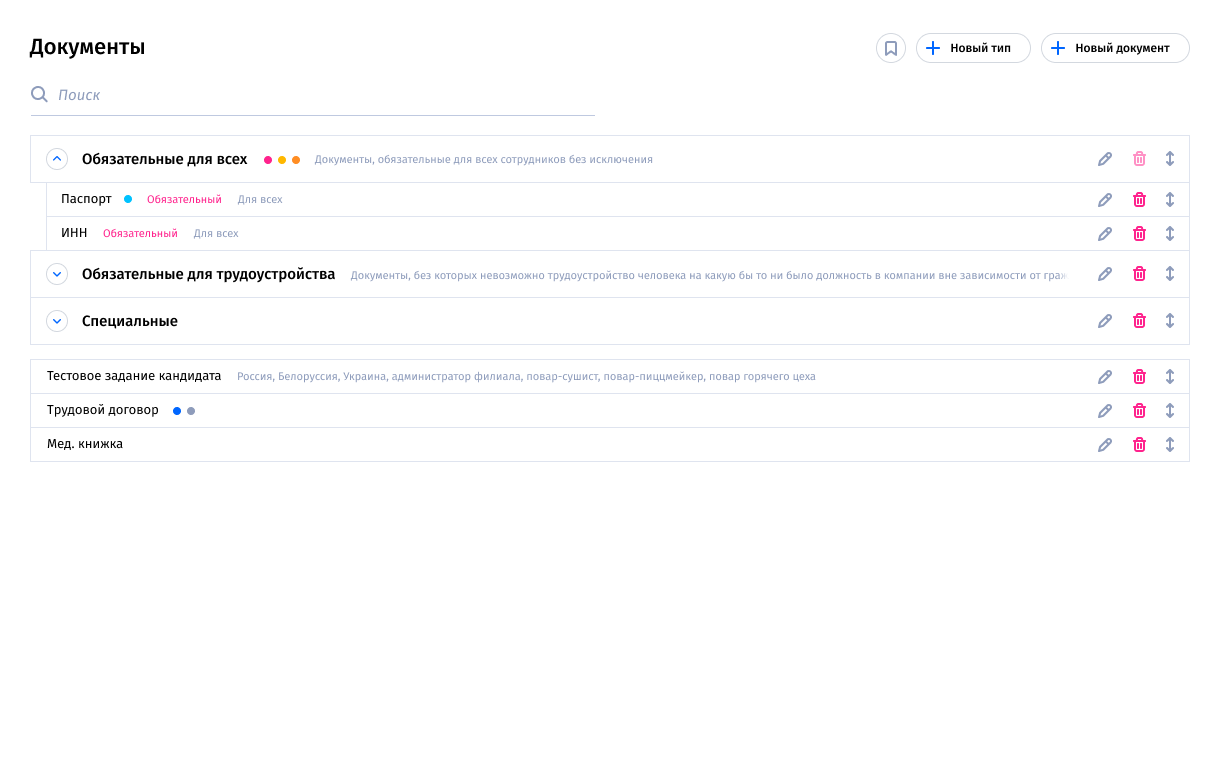 Документы
Новый тип
Новый документ
Поиск
Обязательные для всех Документы, обязательные для всех сотрудников без исключения
Паспорт Обязательный Для всех
ИНН Обязательный Для всех
Обязательные для трудоустройства Документы, без которых невозможно трудоустройство человека на какую бы то ни было должность в компании вне зависимости от граж
Специальные
Тестовое задание кандидата Россия, Белоруссия, Украина, администратор филиала, повар-сушист, повар-пиццмейкер, повар горячего цеха
Трудовой договор
Мед. книжка